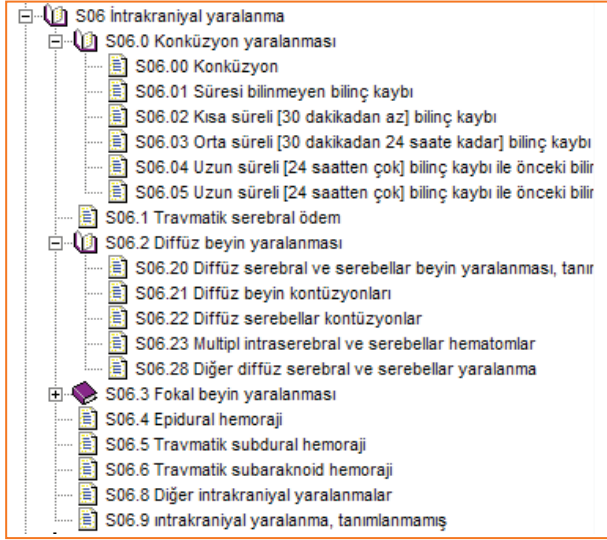 S06 İntrakraniyal yaralanma
S06.0 Konküzyon yaralanması
S06.00 Konküzyon
S06.01 Süresi bilinmeyen bilinç kaybı
S06.02 Kısa süreli [30 dakikadan az] bilinç kaybı
S06.03 Orta süreli [30 dakikadan 24 saate kadar] bilinç kaybı
S06.04 Uzun süreli [24 saatten çok] bilinç kaybı ile önceki
S06.05 Uzun süreli [24 saatten çok] bilinç kaybı ile önceki
S06.1 Travmatik serebral ödem
S06.2 Diffüz beyin yaralanması
S06.20 Diffüz serebral ve serebellar beyin yaralanması,
S06.21 Diffüz beyin kontüzyonları
S06.22 Diffüz serebellar kontüzyonlar
S06.23 Multipl intraserebral ve serebellar hematomlar
S06.28 Diğer diffüz serebral ve serebellar yaralanma
S06.3 Fokal beyin yaralanması
S06.4 Epidural hemoraji
S06.5 Travmatik subdural hemoraji
S06.6 Travmatik subaraknoid hemoraji
S06.8 Diğer intrakraniyal yaralanmalar
S06.9 ıntrakraniyal yaralanma, tanımlanmamış